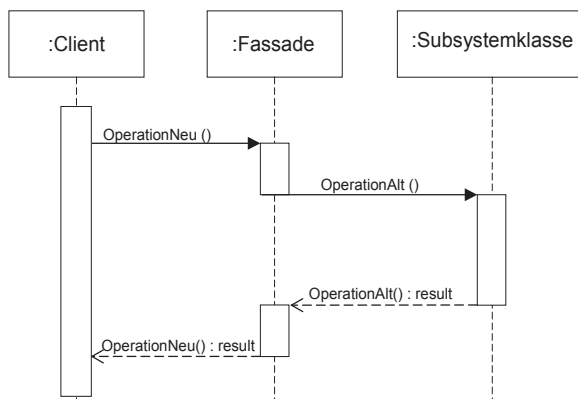 :Client
:Fassade
:Subsystemklasse
OperationNeu ()
OperationAlt ()
OperationAlt() : result
OperationNeu() : result